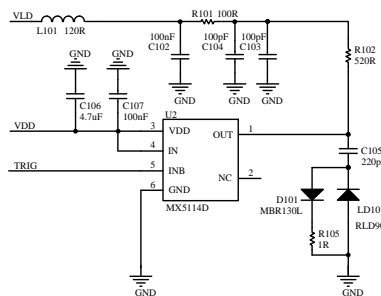 VLD
L101 120R
R101 100R
100nF
C102
100pF
C104
100pF
C103
R102
520R
GND
GND
GND
GND
GND
C106
4.7uF
C107
100nF
U2
VDD
3
VDD
OUT
1
4
IN
TRIG
5
INB
6
GND
NC
2
MX5114D
C105
220p
D101
MBR130L
LD101
R105
1R
GND
GND